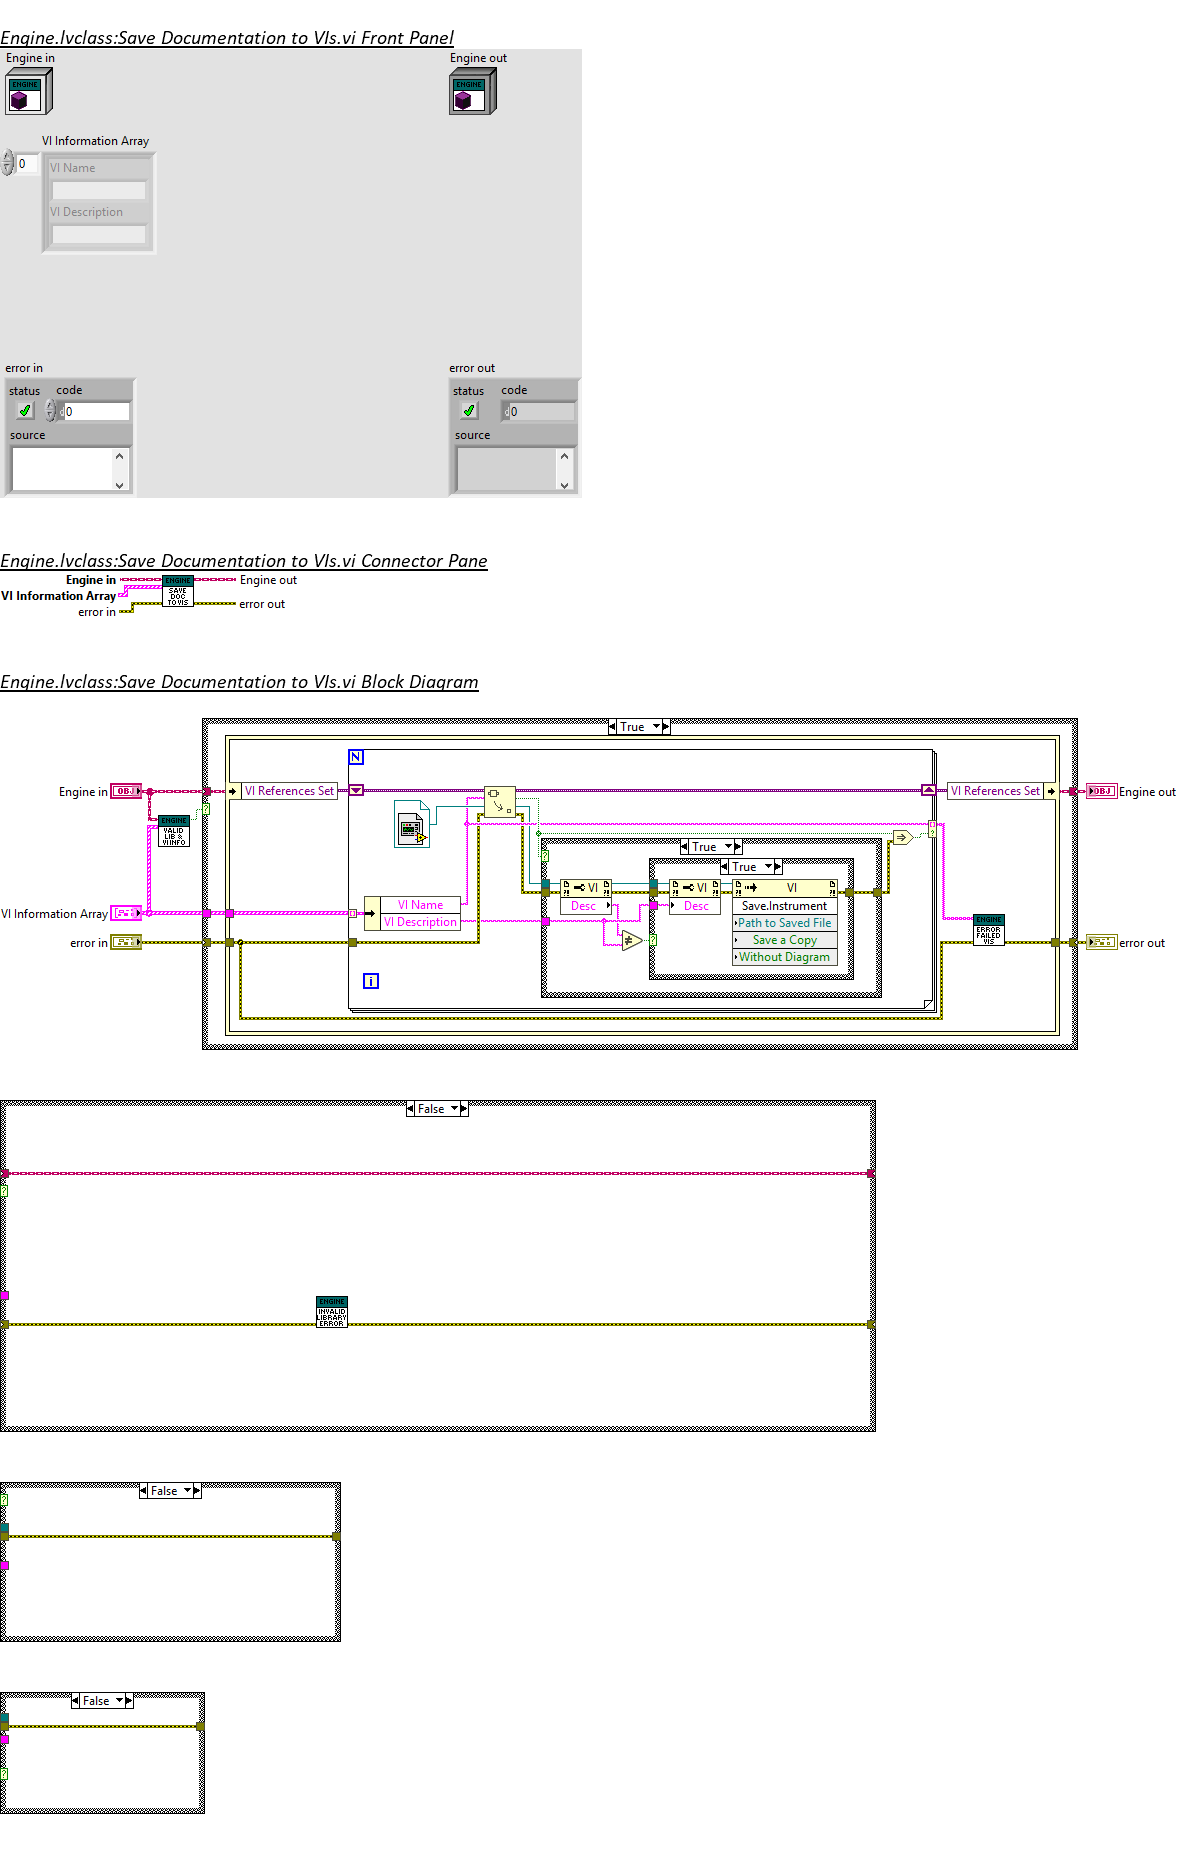 Engine.lvclass:Save Documentation to VIs.vi Front Panel
Engine in
Engine out
ENGINE
ENGINE
VI Information Array
0
VI Name
VI Description
error in
error out
status code
status code
d 0
d 0
source
source
Engine.lvclass:Save Documentation to VIs.vi Connector Pane
Engine in
ENGINE
Engine out
VI Information Array
SAVE
DOC
TO VIS
error in
error out
Engine.lvclass:Save Documentation to VIs.vi Block Diagram
True
N
Engine in
OBJ
VI References Set
VI References Set
OBJ
Engine out
ENGINE
VALID
LIB &
VI INFO
?
?
True
?
True
VI
VI
VI
VI Information Array
VI Name
Desc
Desc
Save.Instrument
VI Description
Path to Saved File
ENGINE
ERROR
FAILED
VIS
error in
?
Save a Copy
error out
Without Diagram
i
False
?
ENGINE
INVALID
LIBRARY
ERROR
False
?
False
?